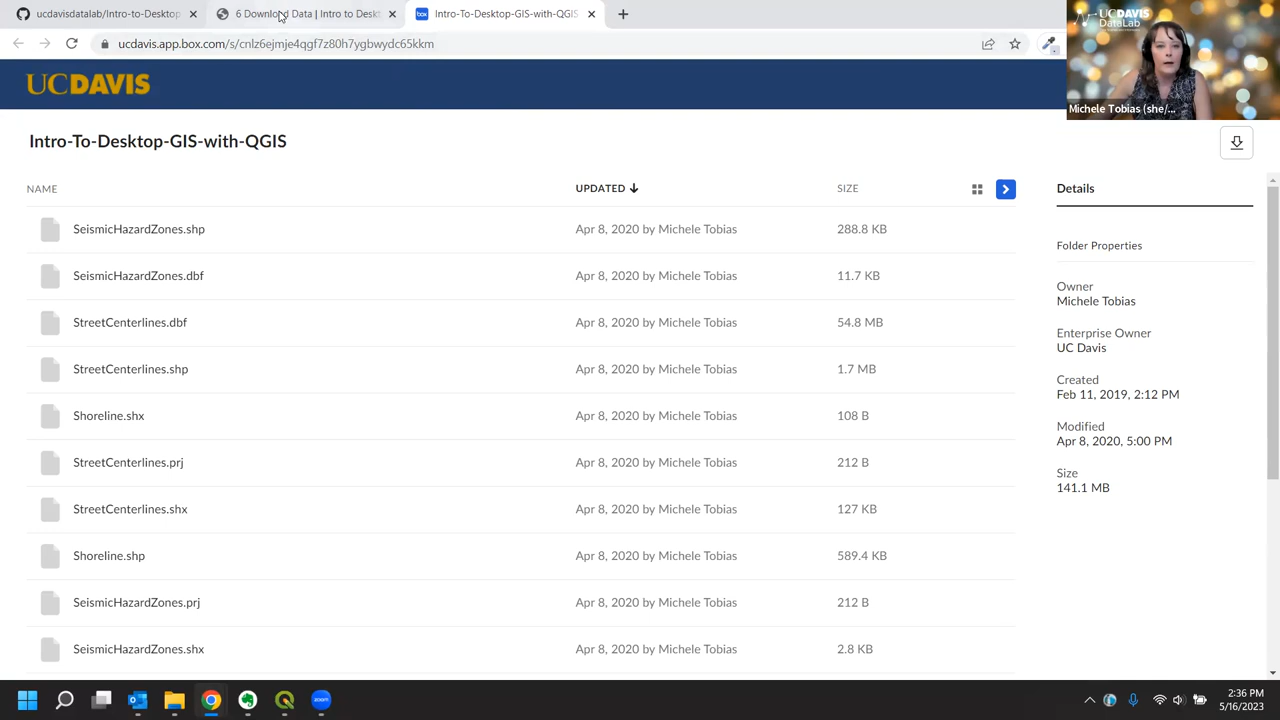 ucdavisdatalab/Intro-to-Desktop
6 Download Data | Intro to Deskt
Intro-To-Desktop-GIS-with-QGIS
ucdavis.app.box.com/s/cnlz6ejmje4qgf7z80h7ygbwydc65kkm
UCDAVIS
DataLab
Michele Tobias (she/...
UCDAVIS
Intro-To-Desktop-GIS-with-QGIS
NAME UPDATED SIZE
SeismicHazardZones.shp Apr 8, 2020 by Michele Tobias 288.8 KB
SeismicHazardZones.dbf Apr 8, 2020 by Michele Tobias 11.7 KB
StreetCenterlines.dbf Apr 8, 2020 by Michele Tobias 54.8 MB
StreetCenterlines.shp Apr 8, 2020 by Michele Tobias 1.7 MB
Shoreline.shx Apr 8, 2020 by Michele Tobias 108 B
StreetCenterlines.prj Apr 8, 2020 by Michele Tobias 212 B
StreetCenterlines.shx Apr 8, 2020 by Michele Tobias 127 KB
Shoreline.shp Apr 8, 2020 by Michele Tobias 589.4 KB
SeismicHazardZones.prj Apr 8, 2020 by Michele Tobias 212 B
SeismicHazardZones.shx Apr 8, 2020 by Michele Tobias 2.8 KB
Details
Folder Properties
Owner
Michele Tobias
Enterprise Owner
UC Davis
Created
Feb 11, 2019, 2:12 PM
Modified
Apr 8, 2020, 5:00 PM
Size
141.1 MB
box
zoom
2:36 PM
5/16/2023